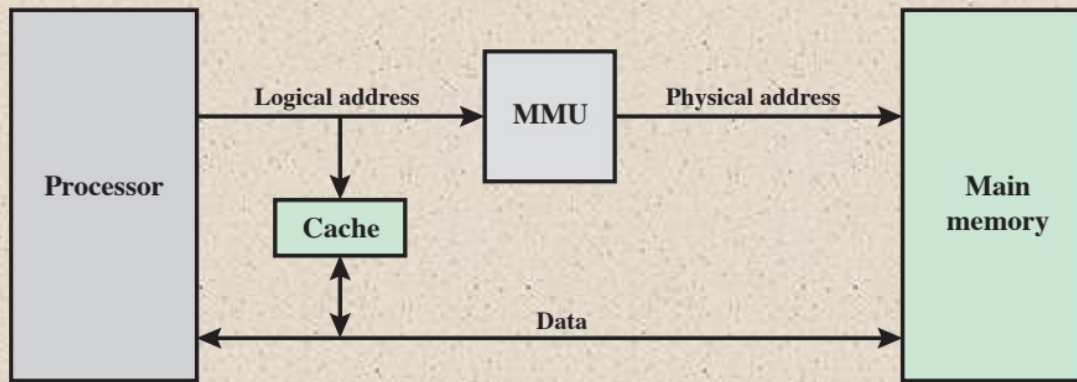 Logical address
MMU
Physical address
Processor
Cache
Main
memory
Data